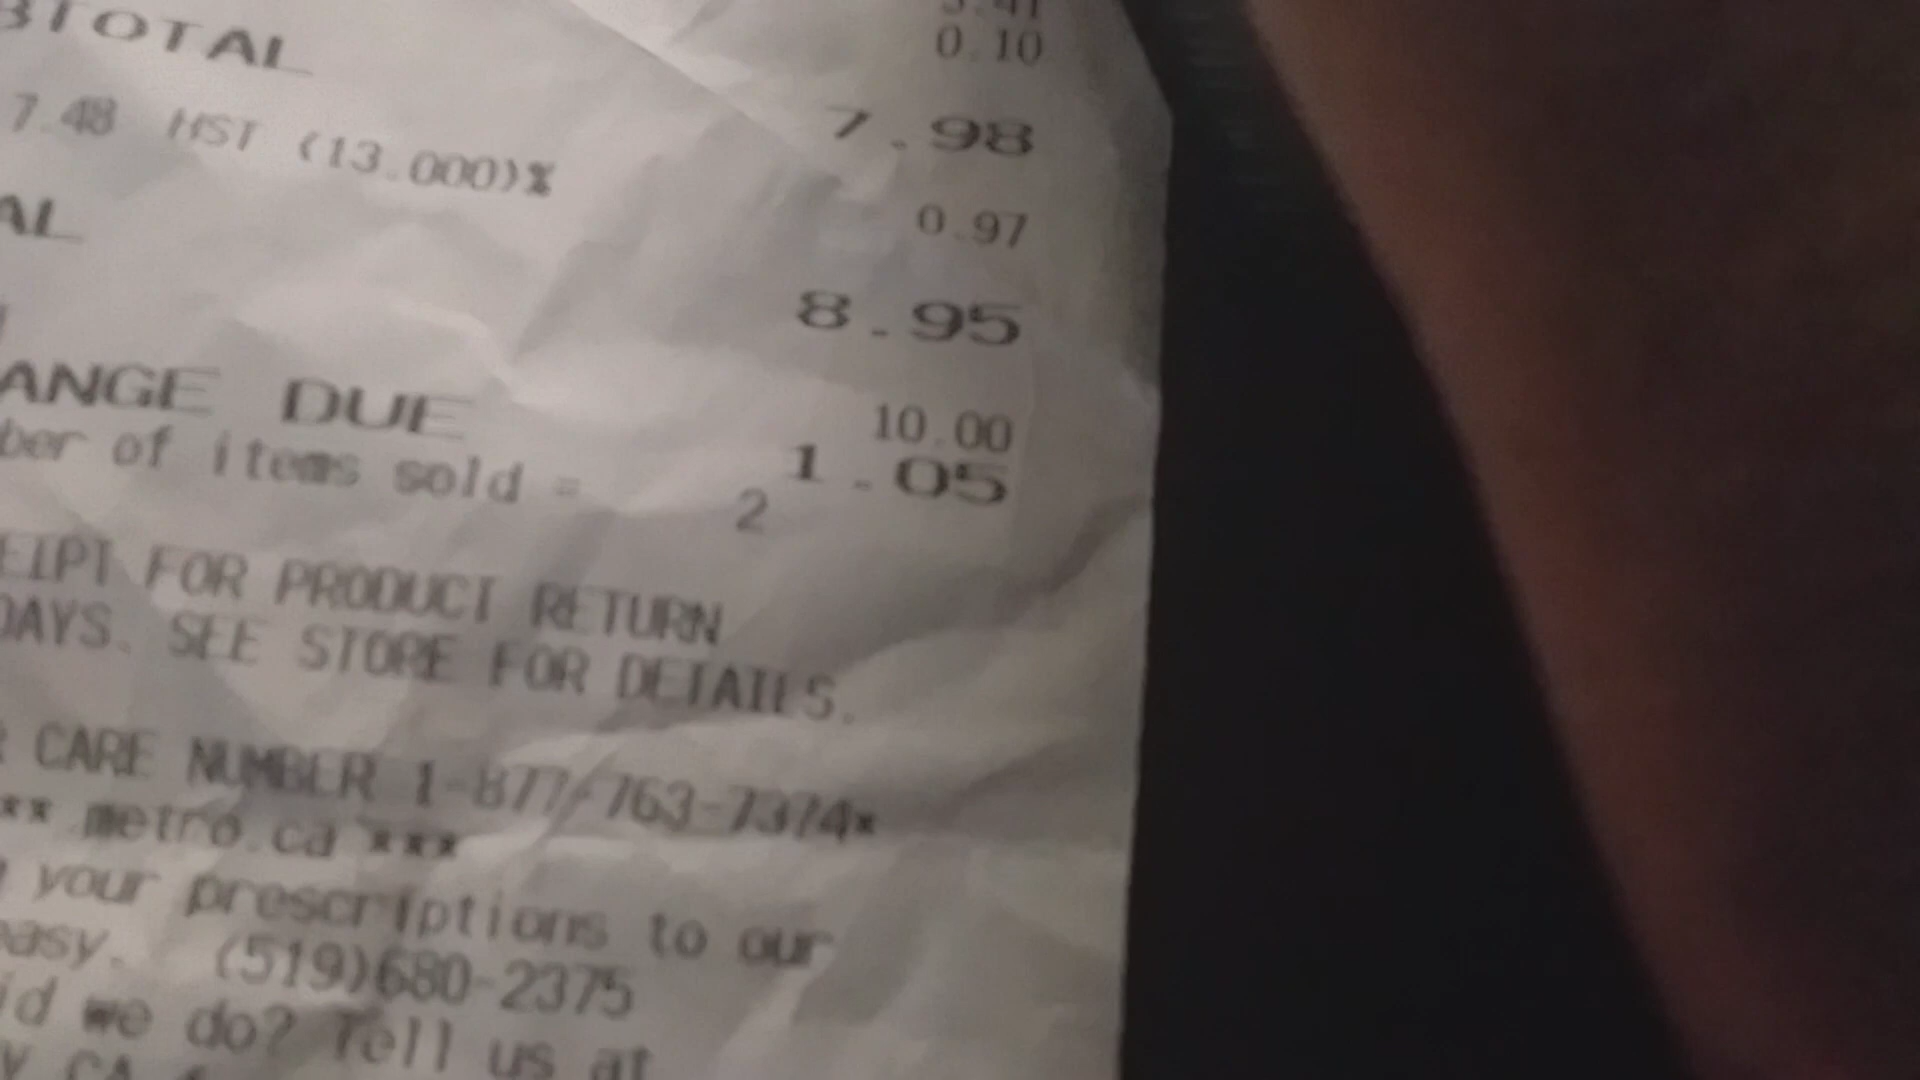 0.10
BTOTAL 7.98
7.48 HST (13.000)% 0.97
AL 8.95
10.00
ANGE DUE 1.05
ber of items sold = 2
EIPT FOR PRODUCT RETURN
DAYS. SEE STORE FOR DETAILS.
R CARE NUMBER 1-877-763-7374*
** metro.ca ***
your prescriptions to our
easy. (519)680-2375
id we do? Tell us at